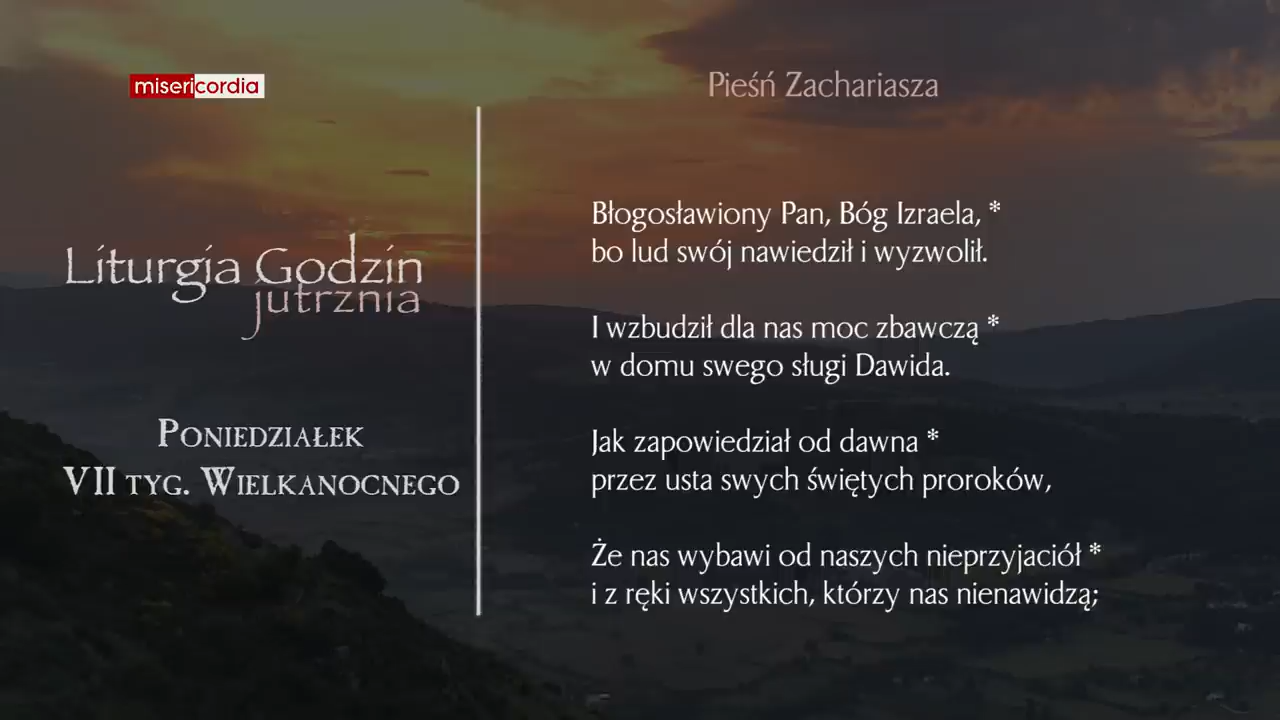 misericordia
Liturgia Godzin
jutrznia
Poniedziałek
VII tyg. Wielkanocnego
Pieśń Zachariasza
Błogosławiony Pan, Bóg Izraela, *
bo lud swój nawiedził i wyzwolił.
I wzbudził dla nas moc zbawczą *
w domu swego sługi Dawida.
Jak zapowiedział od dawna *
przez usta swych świętych proroków,
Że nas wybawi od naszych nieprzyjaciół *
i z ręki wszystkich, którzy nas nienawidzą;